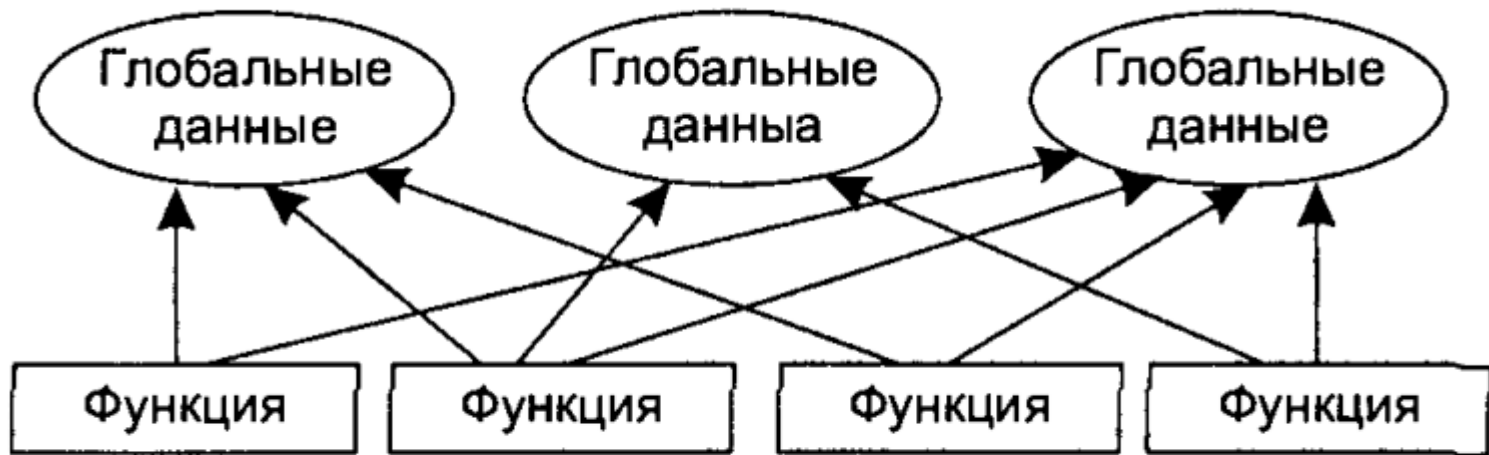 Глобальные
данные
Глобальные
данныа
Глобальные
данные
Функция
Функция
Функция
Функция